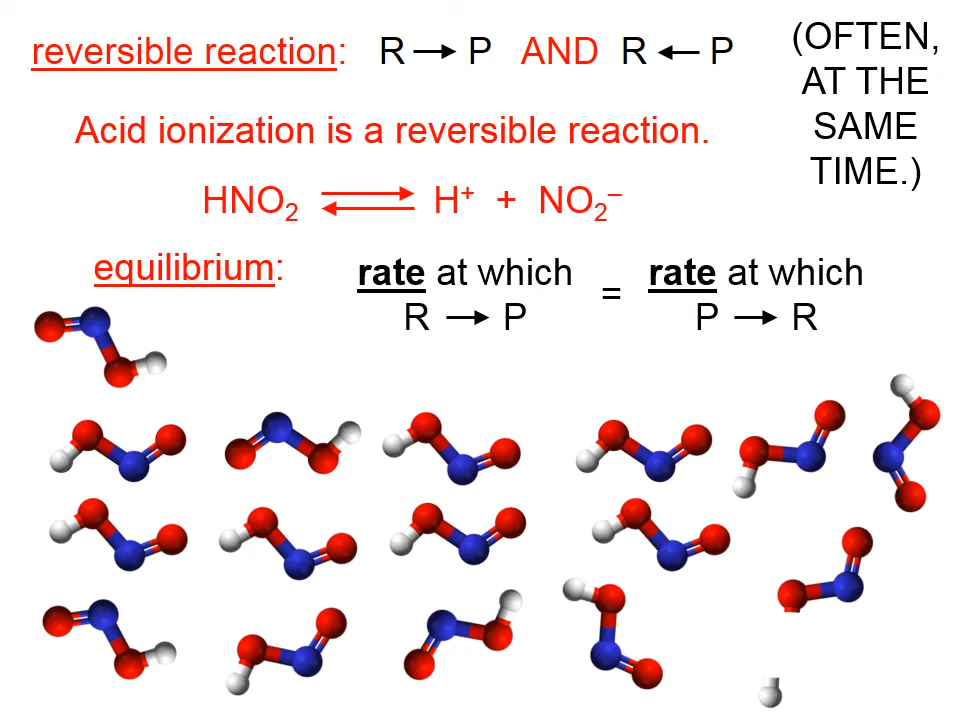 reversible reaction: R → P AND R ← P
(OFTEN,
AT THE
SAME
TIME.)
Acid ionization is a reversible reaction.
HNO₂ ⇌ H⁺ + NO₂⁻
equilibrium:
rate at which
R → P
=
rate at which
P → R